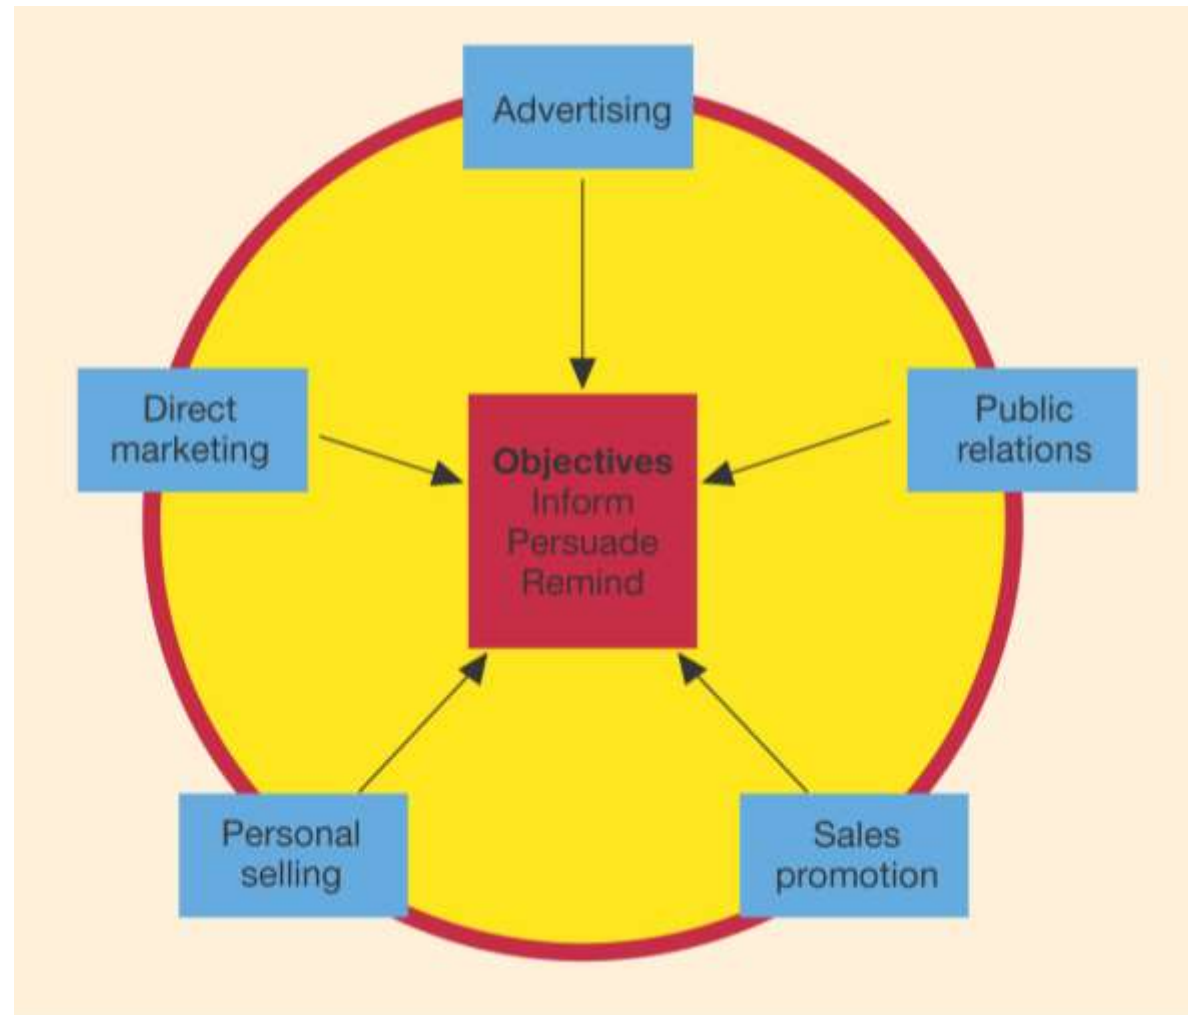 Advertising
Direct
marketing
Public
relations
Objectives
Inform
Persuade
Remind
Personal
selling
Sales
promotion